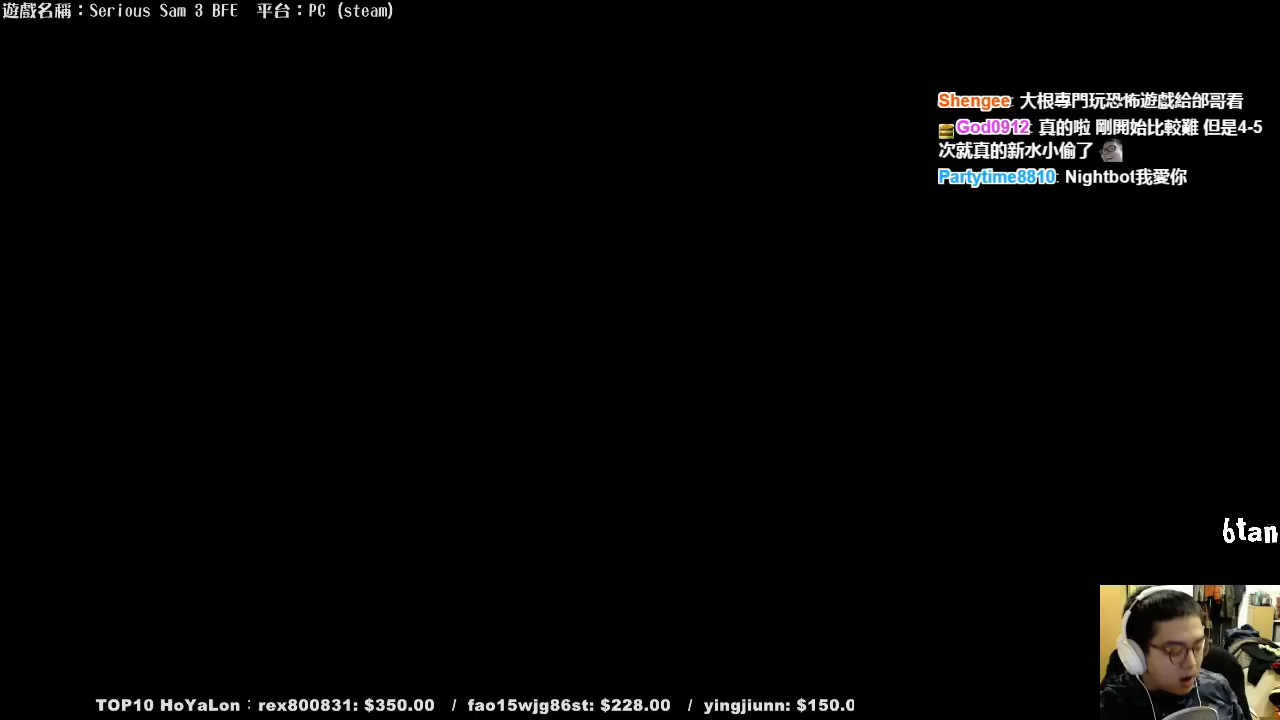 遊戲名稱：Serious Sam 3 BFE 平台：PC (steam)
Shengee: 大根專門玩恐怖遊戲給邰哥看
God0912: 真的啦 剛開始比較難 但是4-5
次就真的新水小偷了
Partytime8810: Nightbot我愛你
6tan
TOP10 HoYaLon：rex800831: $350.00 / fao15wjg86st: $228.00 / yingjiunn: $150.0